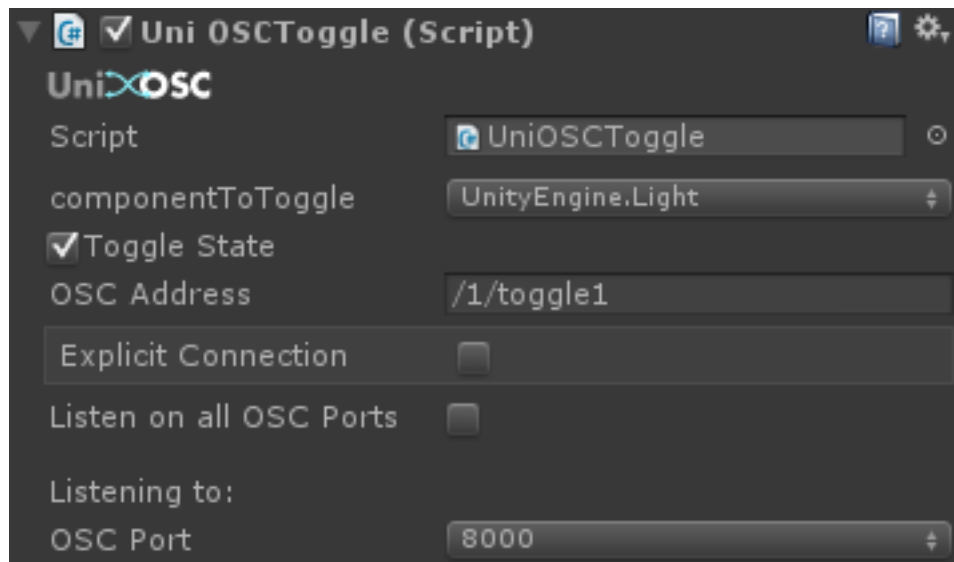 Uni OSCToggle (Script)
UniOSC
Script UniOSCToggle
componentToToggle UnityEngine.Light
Toggle State
OSC Address /1/toggle1
Explicit Connection
Listen on all OSC Ports
Listening to:
OSC Port 8000